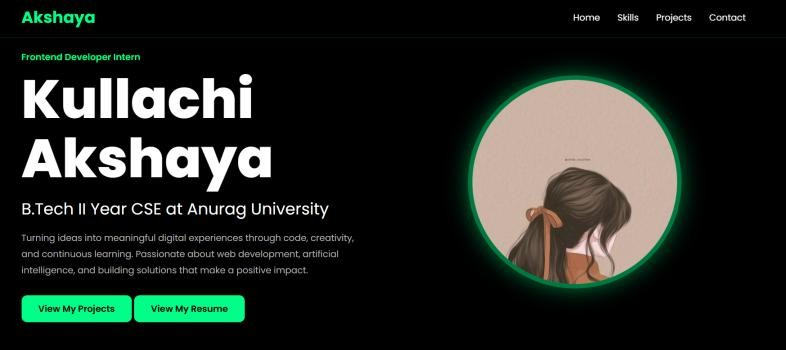 Akshaya
Home Skills Projects Contact
Frontend Developer Intern
Kullachi
Akshaya
B.Tech II Year CSE at Anurag University
Turning ideas into meaningful digital experiences through code, creativity,
and continuous learning. Passionate about web development, artificial
intelligence, and building solutions that make a positive impact.
View My Projects
View My Resume